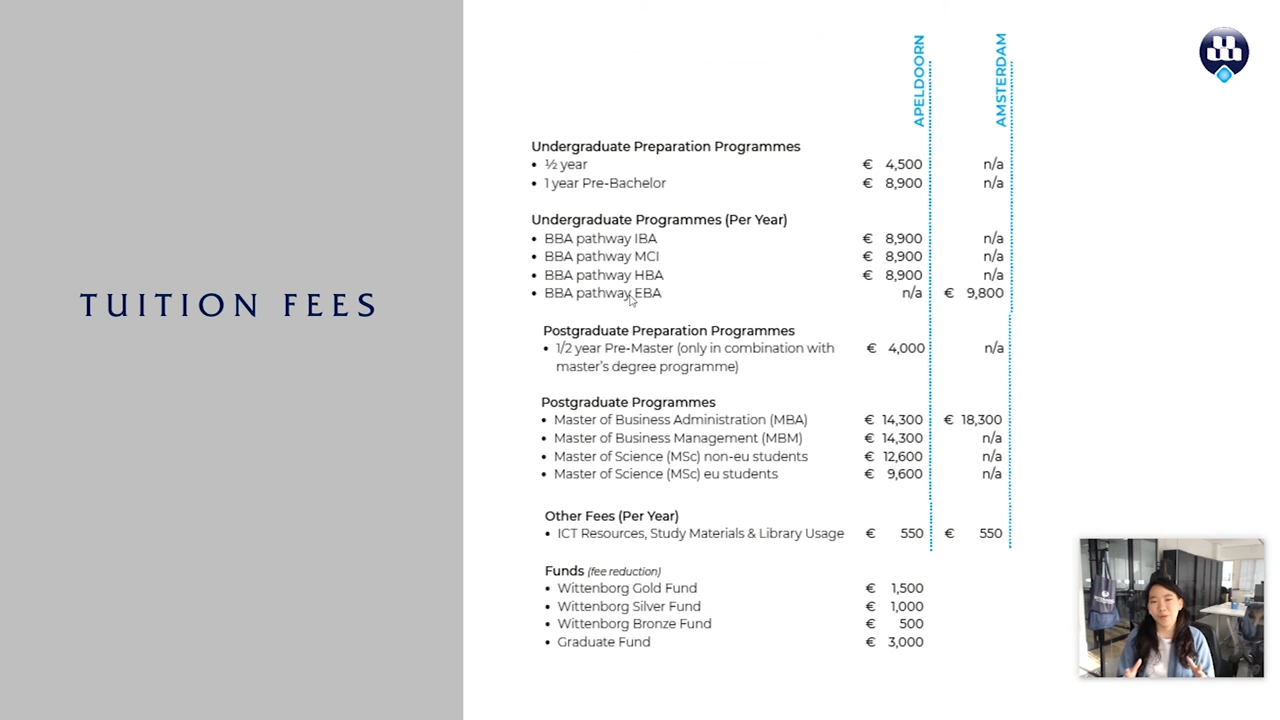 TUITION FEES
APELDOORN
AMSTERDAM
Undergraduate Preparation Programmes
• ½ year € 4,500 n/a
• 1 year Pre-Bachelor € 8,900 n/a
Undergraduate Programmes (Per Year)
• BBA pathway IBA € 8,900 n/a
• BBA pathway MCI € 8,900 n/a
• BBA pathway HBA € 8,900 n/a
• BBA pathway EBA n/a € 9,800
Postgraduate Preparation Programmes
• 1/2 year Pre-Master (only in combination with € 4,000 n/a
master's degree programme)
Postgraduate Programmes
• Master of Business Administration (MBA) € 14,300 € 18,300
• Master of Business Management (MBM) € 14,300 n/a
• Master of Science (MSc) non-eu students € 12,600 n/a
• Master of Science (MSc) eu students € 9,600 n/a
Other Fees (Per Year)
• ICT Resources, Study Materials & Library Usage € 550 € 550
Funds (fee reduction)
• Wittenborg Gold Fund € 1,500
• Wittenborg Silver Fund € 1,000
• Wittenborg Bronze Fund € 500
• Graduate Fund € 3,000